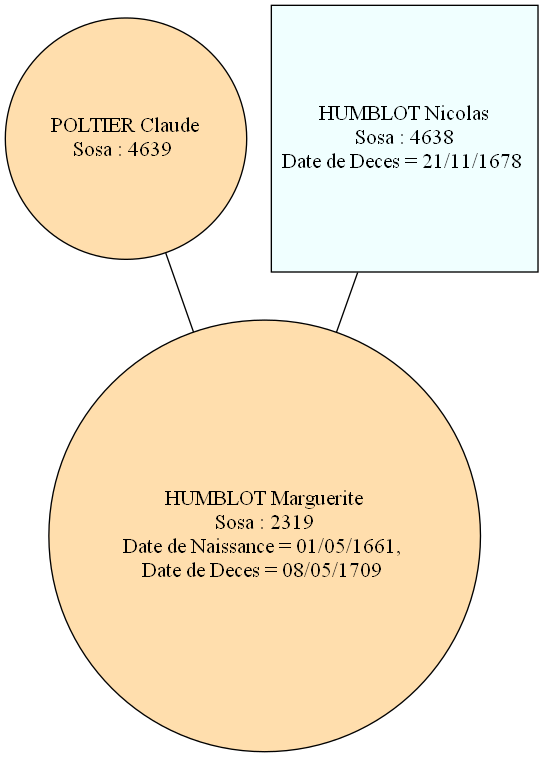 POLTIER Claude
Sosa : 4639
HUMBLOT Nicolas
Sosa : 4638
Date de Deces = 21/11/1678
HUMBLOT Marguerite
Sosa : 2319
Date de Naissance = 01/05/1661,
Date de Deces = 08/05/1709